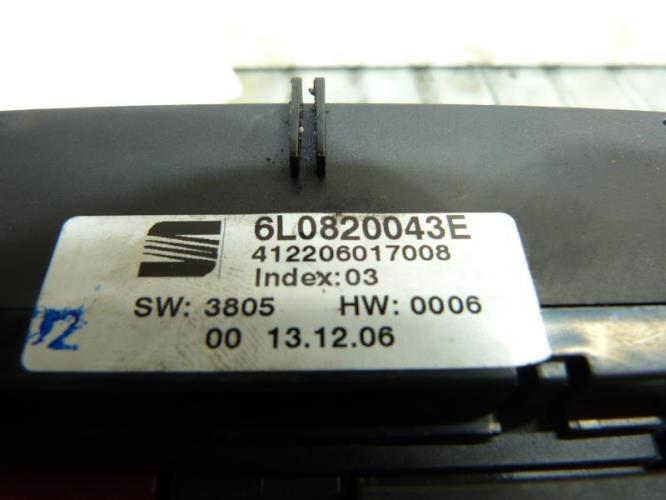 6L0820043E
412206017008
Index:03
SW: 3805 HW: 0006
00 13.12.06